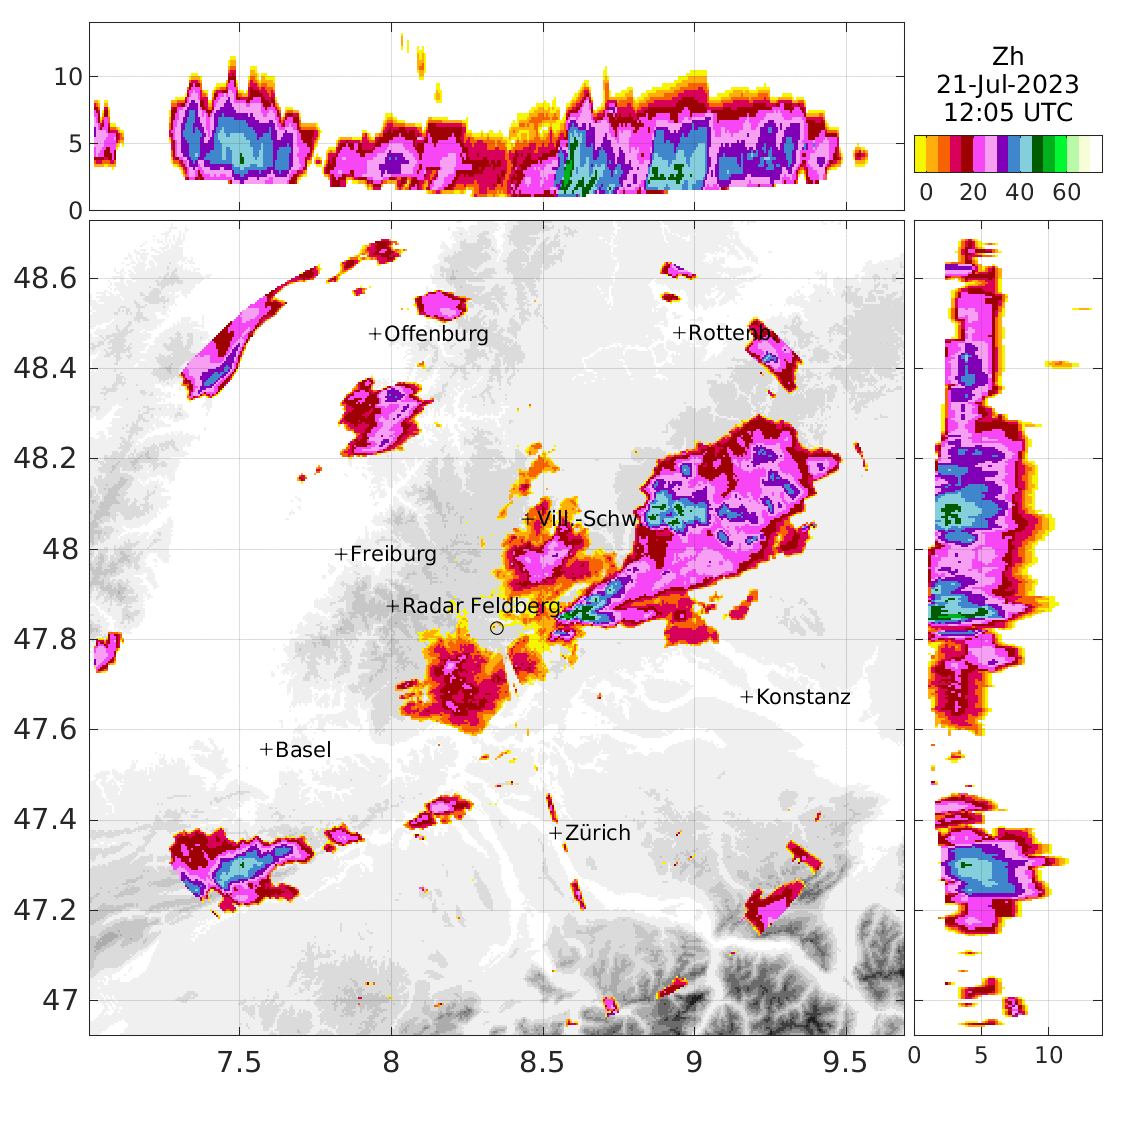 10
5
0
Zh
21-Jul-2023
12:05 UTC
0 20 40 60
48.6
48.4
48.2
48
47.8
47.6
47.4
47.2
47
Offenburg
Rottenb.
Vill.-Schw.
Freiburg
Radar Feldberg
Konstanz
Basel
Zürich
7.5 8 8.5 9 9.5
0 5 10